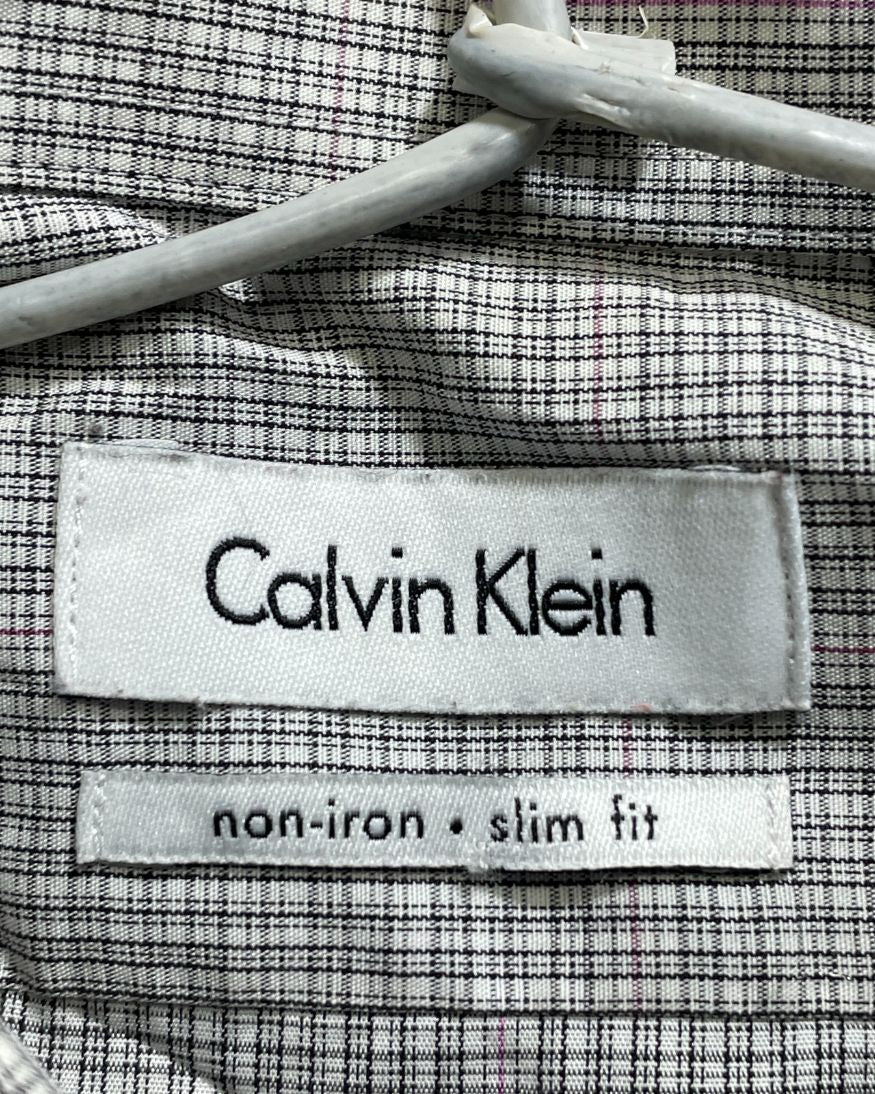 Calvin Klein
non-iron • slim fit